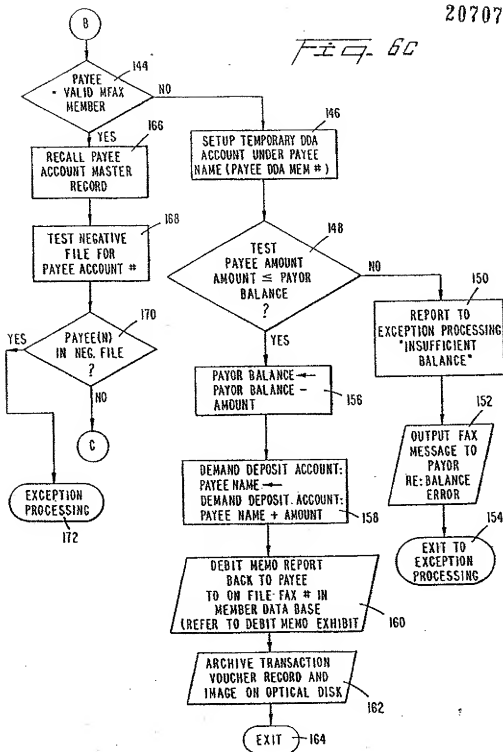 20707
Fig. 6C
B
144
PAYEE
= VALID MFAX
MEMBER
NO
YES
166
RECALL PAYEE
ACCOUNT MASTER
RECORD
168
TEST NEGATIVE
FILE FOR
PAYEE ACCOUNT #
170
YES
PAYEE(N)
IN NEG. FILE
?
NO
C
EXCEPTION
PROCESSING
172
146
SETUP TEMPORARY DDA
ACCOUNT UNDER PAYEE
NAME (PAYEE DDA MEM #)
148
TEST
PAYEE AMOUNT
AMOUNT ≤ PAYOR
BALANCE
?
NO
YES
150
REPORT TO
EXCEPTION PROCESSING
"INSUFFICIENT
BALANCE"
152
OUTPUT FAX
MESSAGE TO
PAYOR
RE: BALANCE
ERROR
154
EXIT TO
EXCEPTION
PROCESSING
PAYOR BALANCE ←
PAYOR BALANCE -
AMOUNT
156
DEMAND DEPOSIT ACCOUNT:
PAYEE NAME ←
DEMAND DEPOSIT ACCOUNT:
PAYEE NAME + AMOUNT
158
DEBIT MEMO REPORT
BACK TO PAYEE
TO ON FILE FAX # IN
MEMBER DATA BASE
(REFER TO DEBIT MEMO EXHIBIT
160
ARCHIVE TRANSACTION
VOUCHER RECORD AND
IMAGE ON OPTICAL DISK
162
EXIT
164